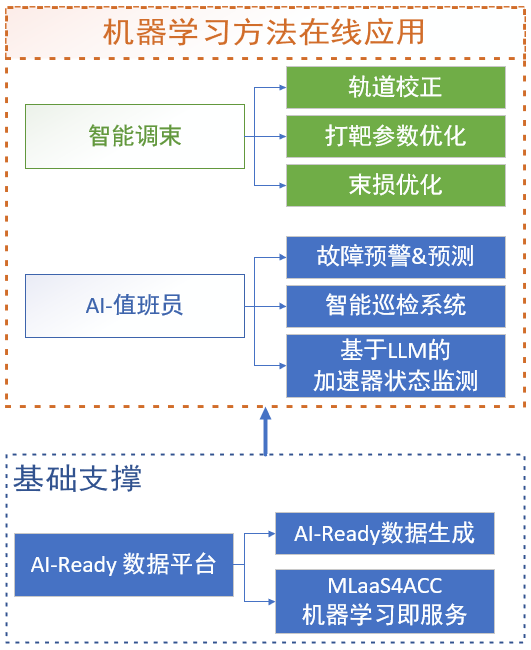 机器学习方法在线应用
智能调束
轨道校正
打靶参数优化
束损优化
AI-值班员
故障预警&预测
智能巡检系统
基于LLM的
加速器状态监测
基础支撑
AI-Ready 数据平台
AI-Ready数据生成
MLaaS4ACC
机器学习即服务